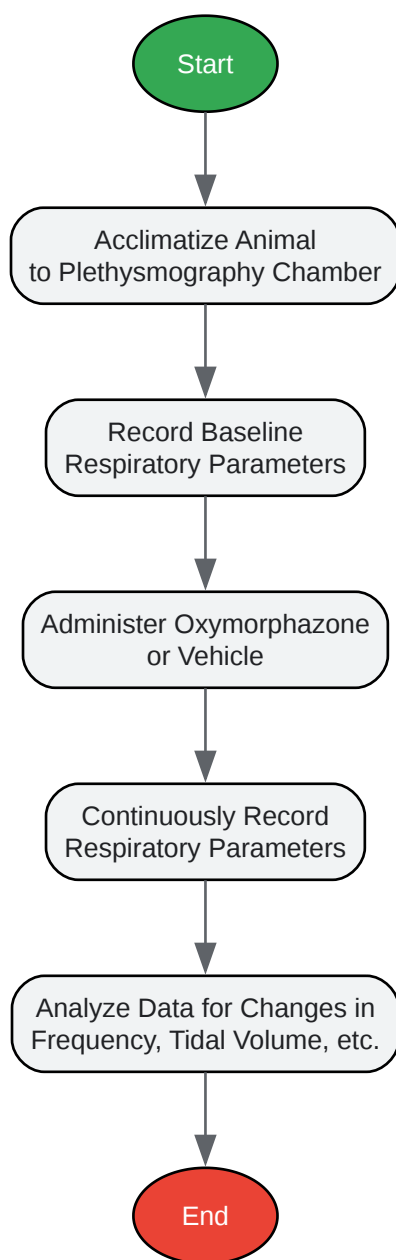 Start
Acclimatize Animal
to Plethysmography Chamber
Record Baseline
Respiratory Parameters
Administer Oxymorphazone
or Vehicle
Continuously Record
Respiratory Parameters
Analyze Data for Changes in
Frequency, Tidal Volume, etc.
End